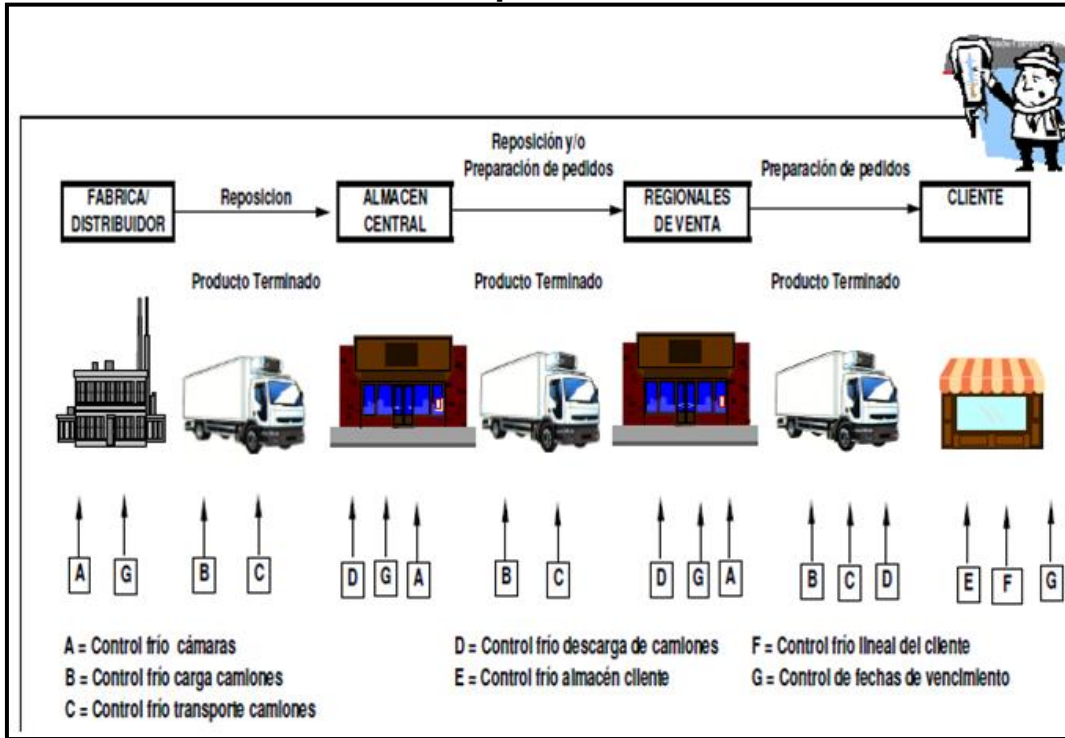 Reposición y/o
Preparación de pedidos
Preparación de pedidos
FABRICA/
DISTRIBUIDOR
Reposicion
ALMACEN
CENTRAL
REGIONALES
DE VENTA
CLIENTE
Producto Terminado
Producto Terminado
Producto Terminado
A
G
B
C
D
G
A
B
C
D
G
A
B
C
D
E
F
G
A = Control frío cámaras
B = Control frío carga camiones
C = Control frío transporte camiones
D = Control frío descarga de camiones
E = Control frío almacén cliente
F = Control frío lineal del cliente
G = Control de fechas de vencimiento